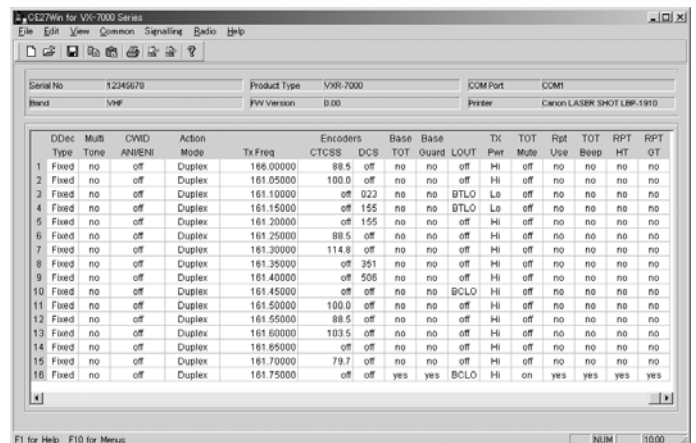 CE27Win for VX-7000 Series
File Edit View Common Signalling Radio Help
Serial No 12345678 Product Type VXR-7000 COM Port COM1
Band VHF FW Version 0.00 Printer Canon LASER SHOT LBP-1910
DDec Multi CWID Action Encoders Base Base TX TOT Rpt TOT RPT RPT
Type Tone ANI/ENI Mode Tx Freq CTCSS DCS TOT Guard LOUT Pwr Mute Use Beep HT GT
1 Fixed no off Duplex 166.00000 88.5 off no no off Hi off no no no no
2 Fixed no off Duplex 161.05000 100.0 off no no off Hi off no no no no
3 Fixed no off Duplex 161.10000 off 023 no no BTLO Lo off no no no no
4 Fixed no off Duplex 161.15000 off 155 no no BTLO Lo off no no no no
5 Fixed no off Duplex 161.20000 off 155 no no off Hi off no no no no
6 Fixed no off Duplex 161.25000 88.5 off no no off Hi off no no no no
7 Fixed no off Duplex 161.30000 114.8 off no no off Hi off no no no no
8 Fixed no off Duplex 161.35000 off 351 no no off Hi off no no no no
9 Fixed no off Duplex 161.40000 off 506 no no off Hi off no no no no
10 Fixed no off Duplex 161.45000 off off no no BCLO Hi off no no no no
11 Fixed no off Duplex 161.50000 100.0 off no no off Hi off no no no no
12 Fixed no off Duplex 161.55000 88.5 off no no off Hi off no no no no
13 Fixed no off Duplex 161.60000 103.5 off no no off Hi off no no no no
14 Fixed no off Duplex 161.65000 off off no no off Hi off no no no no
15 Fixed no off Duplex 161.70000 79.7 off no no off Hi off no no no no
16 Fixed no off Duplex 161.75000 off off yes yes BCLO Hi on yes yes yes yes
F1 for Help F10 for Menus NUM 10:00